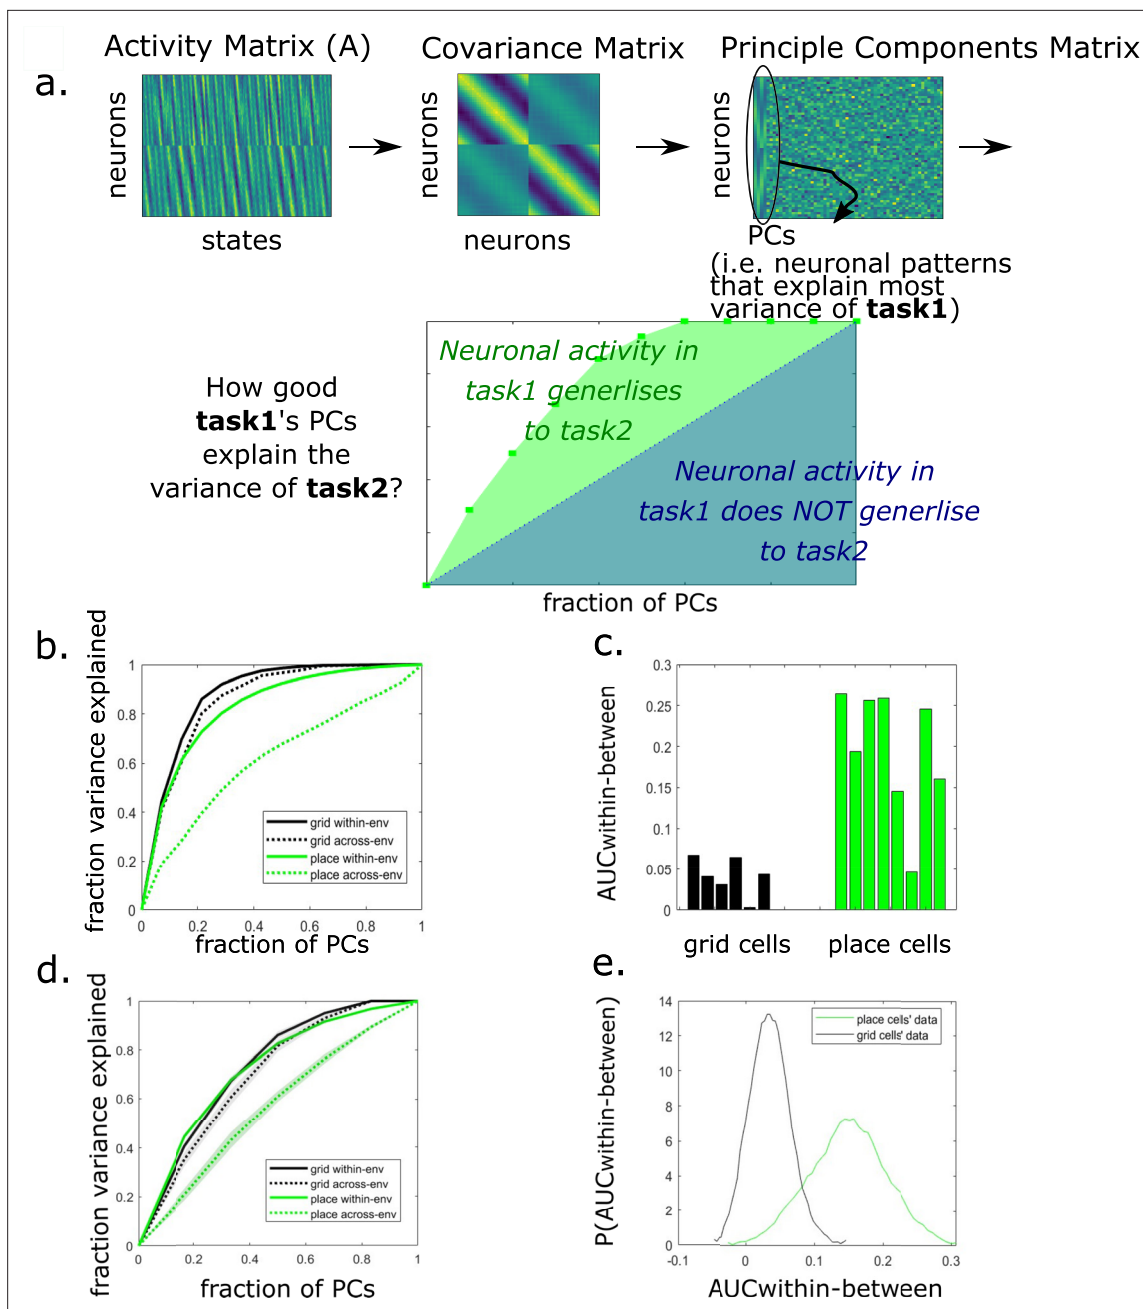 a.
Activity Matrix (A)
Covariance Matrix
Principle Components Matrix
neurons
states
neurons
neurons
neurons
PCs
(i.e. neuronal patterns
that explain most
variance of task1)
How good
task1's PCs
explain the
variance of task2?
Neuronal activity in
task1 generlises
to task2
Neuronal activity in
task1 does NOT generlise
to task2
fraction of PCs
b.
fraction variance explained
1
0.8
0.6
0.4
0.2
0
0
0.2
0.4
0.6
0.8
1
grid within-env
grid across-env
place within-env
place across-env
fraction of PCs
c.
AUCwithin-between
0.3
0.25
0.2
0.15
0.1
0.05
0
grid cells
place cells
d.
fraction variance explained
1
0.8
0.6
0.4
0.2
0
0
0.2
0.4
0.6
0.8
1
grid within-env
grid across-env
place within-env
place across-env
fraction of PCs
e.
P(AUCwithin-between)
14
12
10
8
6
4
2
0
-0.1
0
0.1
0.2
0.3
place cells' data
grid cells' data
AUCwithin-between